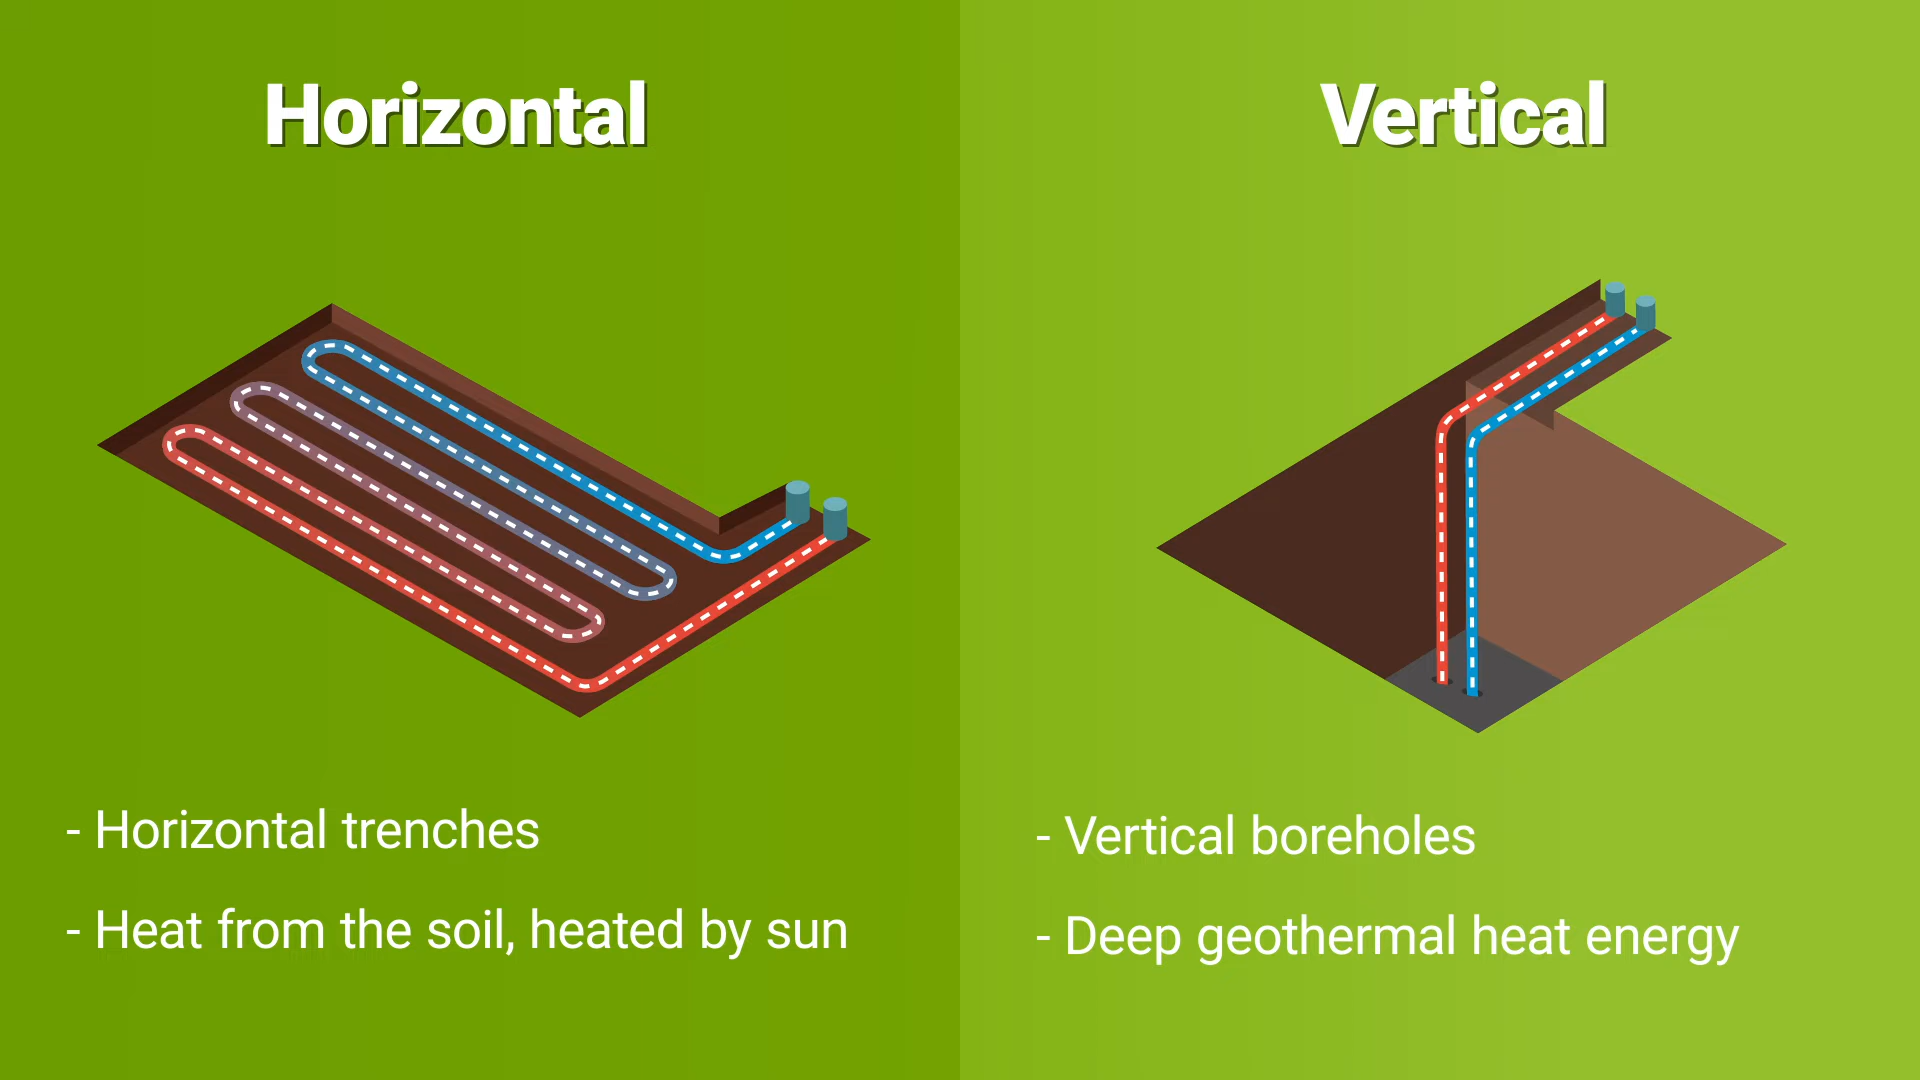 Horizontal
- Horizontal trenches
- Heat from the soil, heated by sun
Vertical
- Vertical boreholes
- Deep geothermal heat energy